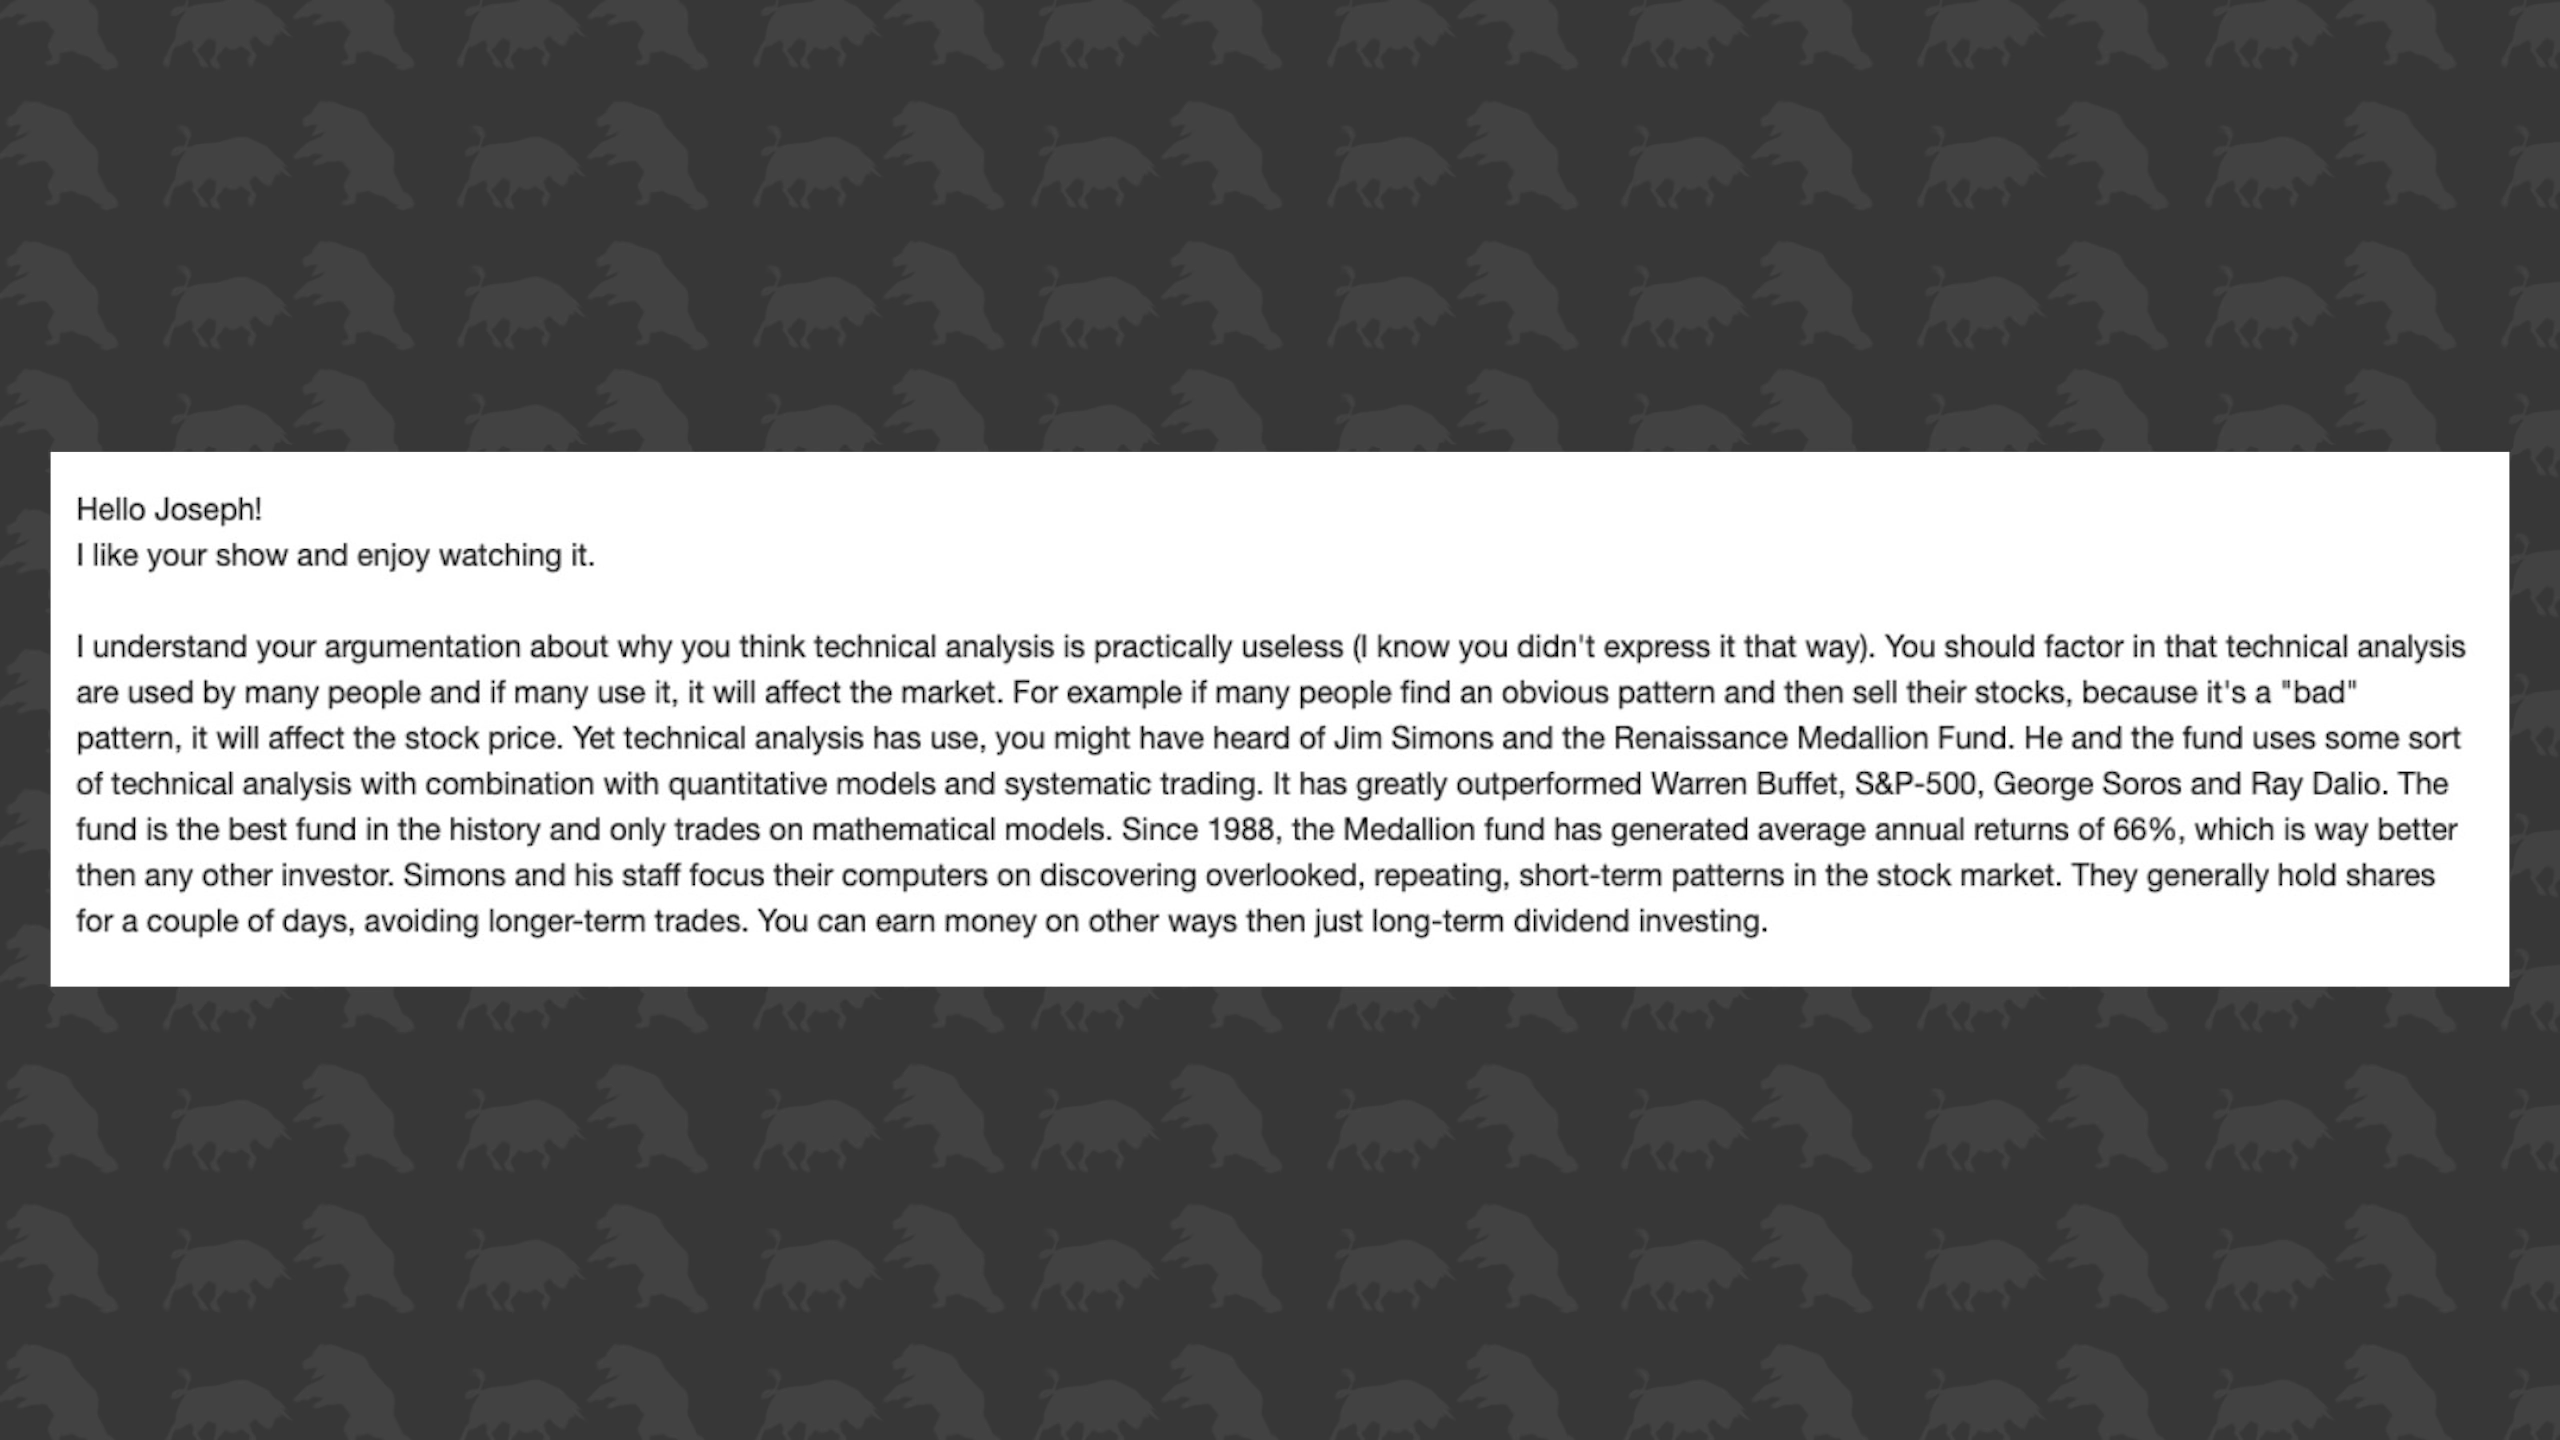 Hello Joseph!
I like your show and enjoy watching it.
I understand your argumentation about why you think technical analysis is practically useless (I know you didn't express it that way). You should factor in that technical analysis
are used by many people and if many use it, it will affect the market. For example if many people find an obvious pattern and then sell their stocks, because it's a "bad"
pattern, it will affect the stock price. Yet technical analysis has use, you might have heard of Jim Simons and the Renaissance Medallion Fund. He and the fund uses some sort
of technical analysis with combination with quantitative models and systematic trading. It has greatly outperformed Warren Buffet, S&P-500, George Soros and Ray Dalio. The
fund is the best fund in the history and only trades on mathematical models. Since 1988, the Medallion fund has generated average annual returns of 66%, which is way better
then any other investor. Simons and his staff focus their computers on discovering overlooked, repeating, short-term patterns in the stock market. They generally hold shares
for a couple of days, avoiding longer-term trades. You can earn money on other ways then just long-term dividend investing.